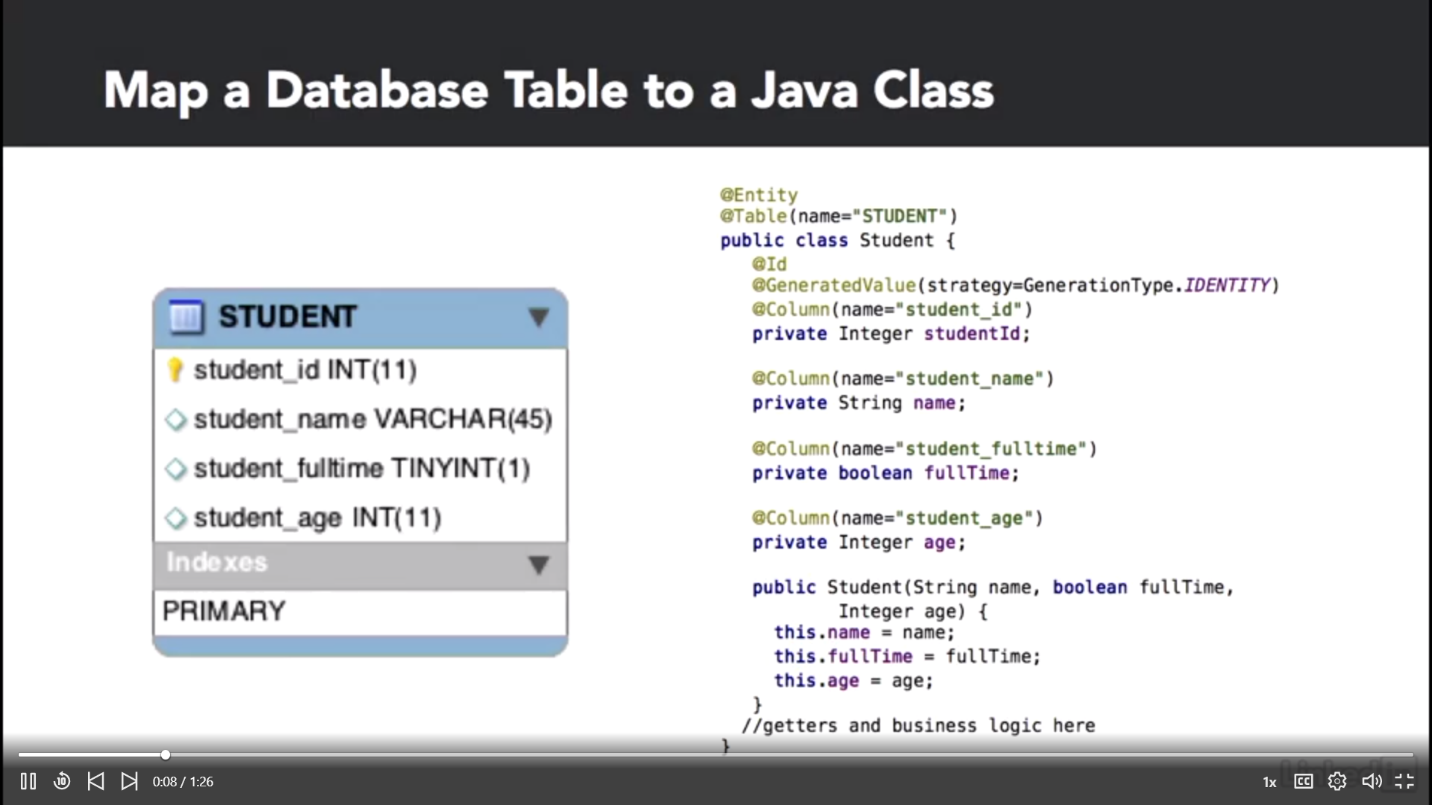 Map a Database Table to a Java Class
STUDENT
student_id INT(11)
student_name VARCHAR(45)
student_fulltime TINYINT(1)
student_age INT(11)
Indexes
PRIMARY
@Entity
@Table(name="STUDENT")
public class Student {
@Id
@GeneratedValue(strategy=GenerationType.IDENTITY)
@Column(name="student_id")
private Integer studentId;
@Column(name="student_name")
private String name;
@Column(name="student_fulltime")
private boolean fullTime;
@Column(name="student_age")
private Integer age;
public Student(String name, boolean fullTime,
Integer age) {
this.name = name;
this.fullTime = fullTime;
this.age = age;
}
//getters and business logic here
}
10
0:08 / 1:26
1x
CC
LinkedIn